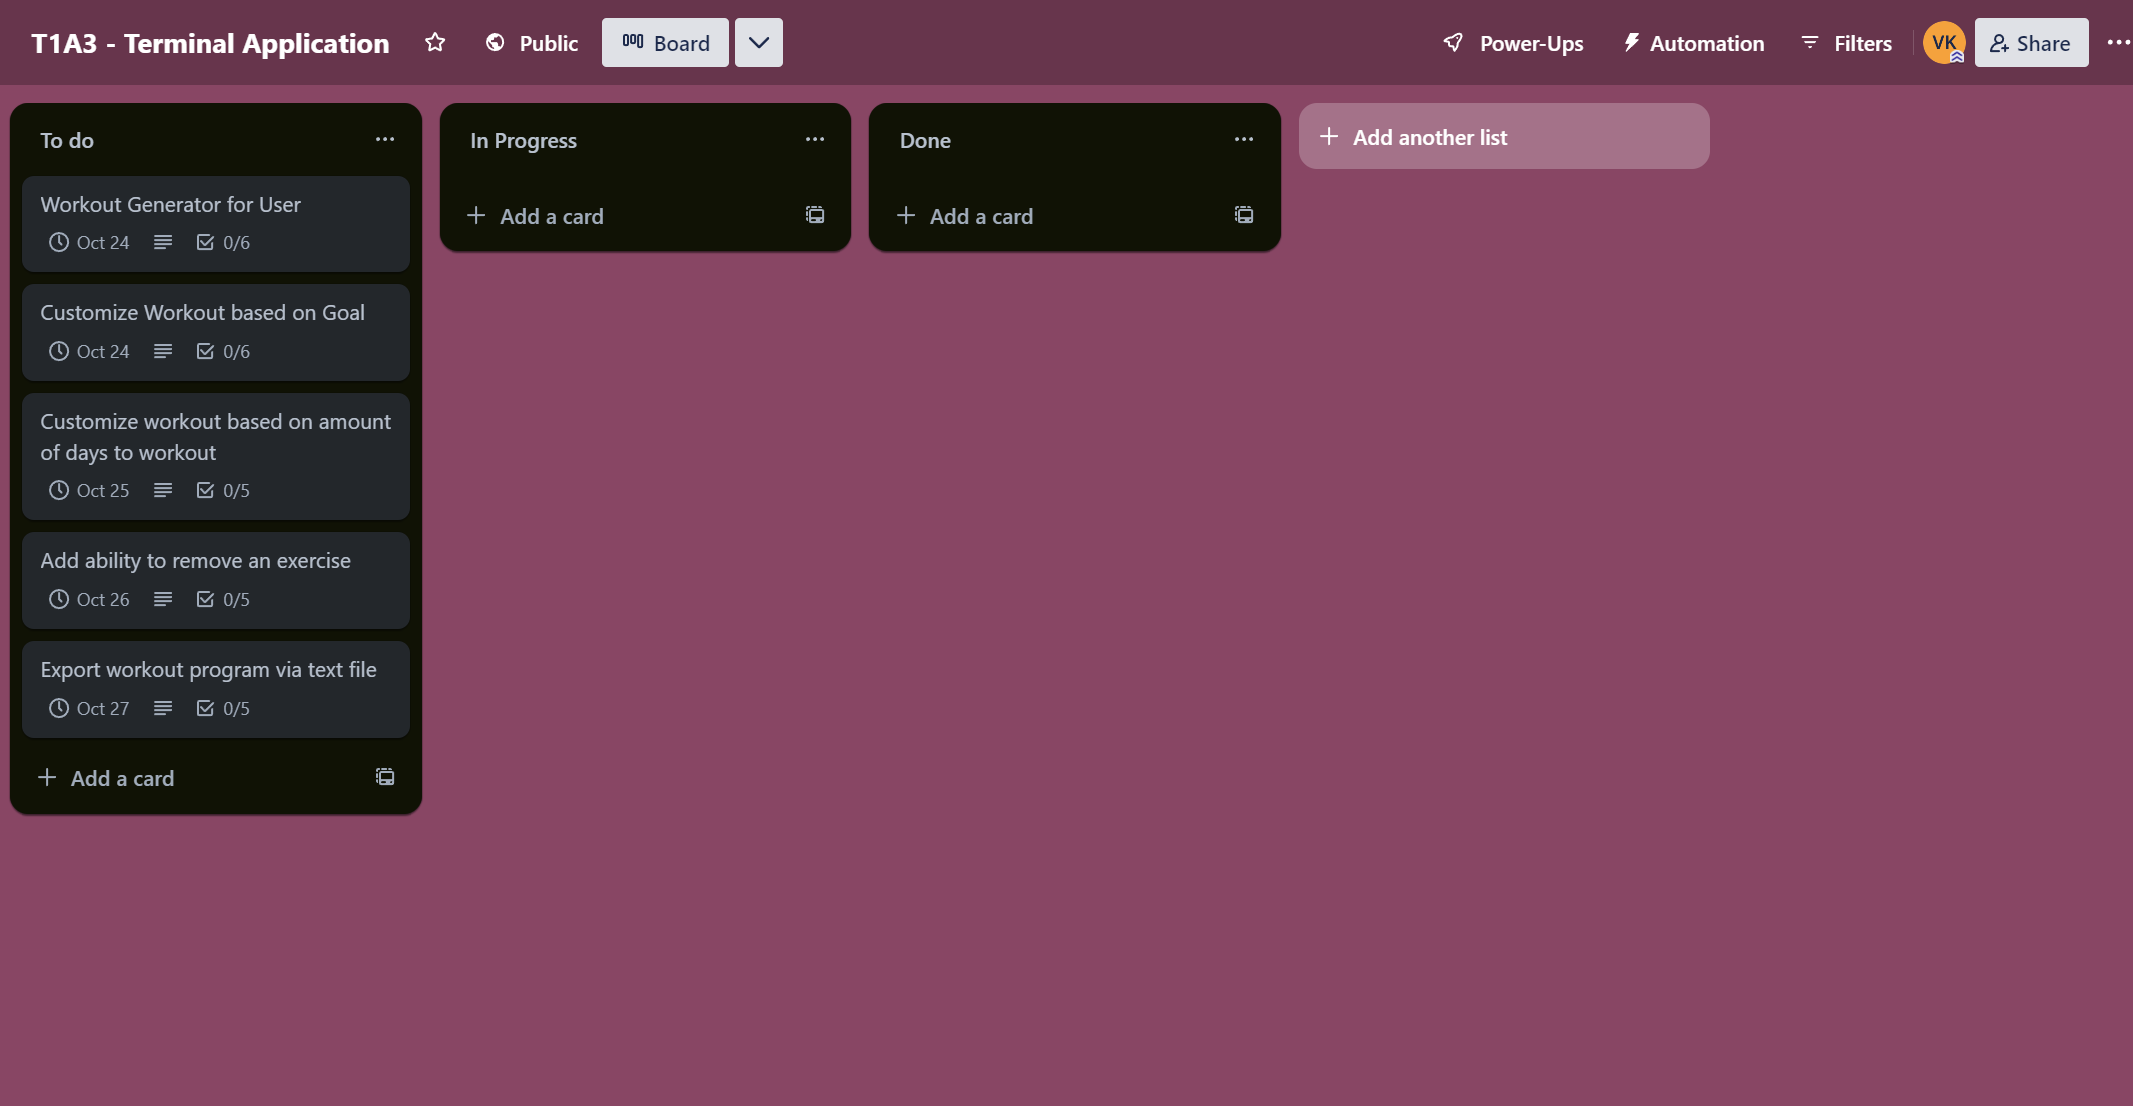 T1A3 - Terminal Application
Public
Board
Power-Ups
Automation
Filters
VK
Share
To do
Workout Generator for User
Oct 24 0/6
Customize Workout based on Goal
Oct 24 0/6
Customize workout based on amount
of days to workout
Oct 25 0/5
Add ability to remove an exercise
Oct 26 0/5
Export workout program via text file
Oct 27 0/5
Add a card
In Progress
Add a card
Done
Add a card
Add another list